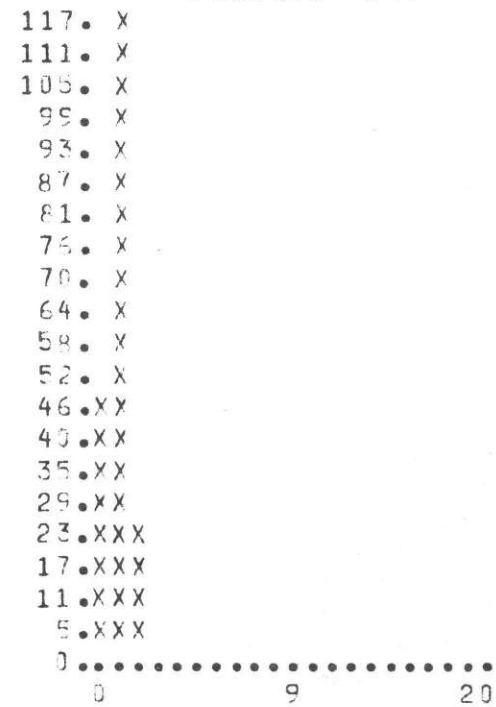 117. X
111. X
105. X
99. X
93. X
87. X
81. X
76. X
70. X
64. X
58. X
52. X
46.XX
40.XX
35.XX
29.XX
23.XXX
17.XXX
11.XXX
5.XXX
0.....................
0 9 20